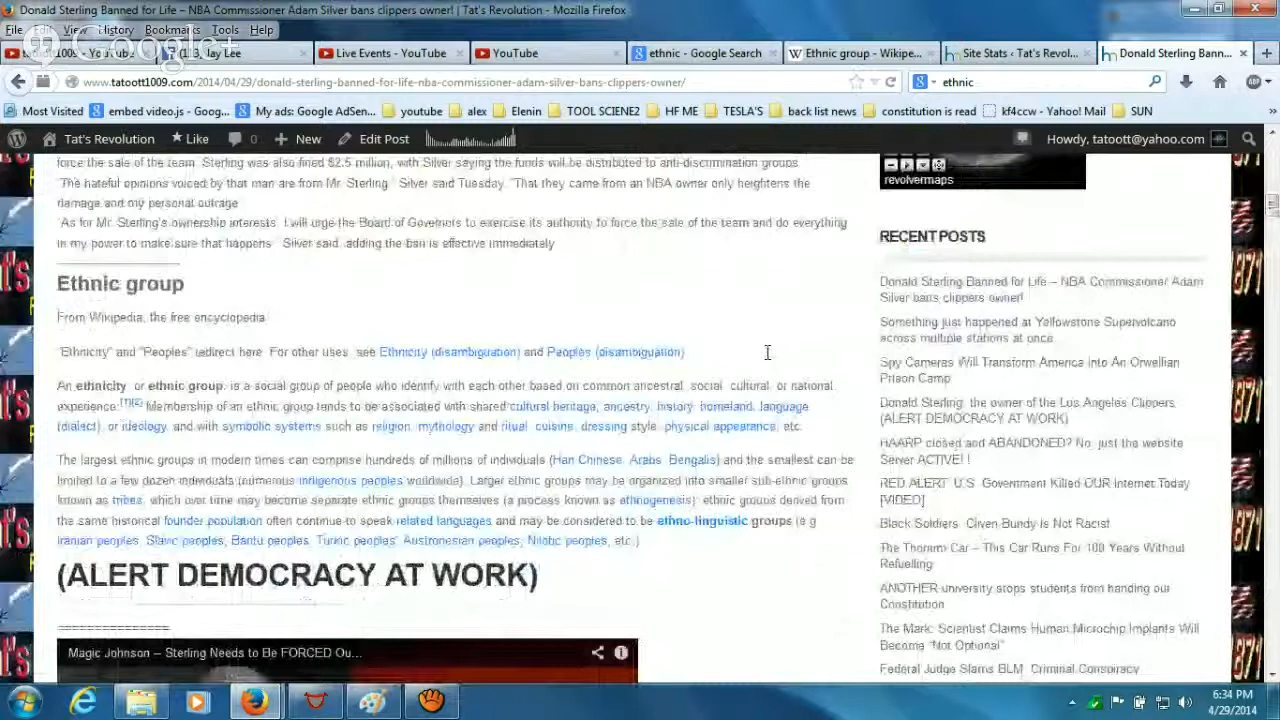 Donald Sterling Banned for Life – NBA Commissioner Adam Silver bans clippers owner! | Tat's Revolution - Mozilla Firefox
File Edit View History Bookmarks Tools Help
Google+
Jay Lee
Live Events - YouTube
YouTube
ethnic - Google Search
Ethnic group - Wikipe...
Site Stats ‹ Tat's Revol...
Donald Sterling Bann...
www.tatoott1009.com/2014/04/29/donald-sterling-banned-for-life-nba-commissioner-adam-silver-bans-clippers-owner/
ethnic
Most Visited embed video.js - Goog... My ads: Google AdSen... youtube alex Elenin TOOL SCIENE2 HF ME TESLA'S back list news constitution is read kf4ccw - Yahoo! Mail SUN
Tat's Revolution Like 0 New Edit Post Howdy, tatoott@yahoo.com
force the sale of the team. Sterling was also fined $2.5 million, with Silver saying the funds will be distributed to anti-discrimination groups
"The hateful opinions voiced by that man are from Mr. Sterling," Silver said Tuesday. "That they came from an NBA owner only heightens the
damage and my personal outrage
"As for Mr. Sterling's ownership interests, I will urge the Board of Governors to exercise its authority to force the sale of the team and do everything
in my power to make sure that happens," Silver said, adding the ban is effective immediately
Ethnic group
From Wikipedia, the free encyclopedia
"Ethnicity" and "Peoples" redirect here. For other uses, see Ethnicity (disambiguation) and Peoples (disambiguation)
An ethnicity, or ethnic group, is a social group of people who identify with each other based on common ancestral, social, cultural, or national
experience.[1][2] Membership of an ethnic group tends to be associated with shared cultural heritage, ancestry, history, homeland, language
(dialect), or ideology, and with symbolic systems such as religion, mythology and ritual, cuisine, dressing style, physical appearance, etc.
The largest ethnic groups in modern times can comprise hundreds of millions of individuals (Han Chinese, Arabs, Bengalis) and the smallest can be
limited to a few dozen individuals (numerous indigenous peoples worldwide). Larger ethnic groups may be organized into smaller sub-ethnic groups
known as tribes, which over time may become separate ethnic groups themselves (a process known as ethnogenesis); ethnic groups derived from
the same historical founder population often continue to speak related languages and may be considered to be ethno-linguistic groups (e.g.
Iranian peoples, Slavic peoples, Bantu peoples, Turkic peoples, Austronesian peoples, Nilotic peoples, etc.)
(ALERT DEMOCRACY AT WORK)
==============
Magic Johnson – Sterling Needs to Be FORCED Ou...
revolvermaps
RECENT POSTS
Donald Sterling Banned for Life – NBA Commissioner Adam
Silver bans clippers owner!
Something just happened at Yellowstone Supervolcano
across multiple stations at once.
Spy Cameras Will Transform America Into An Orwellian
Prison Camp
Donald Sterling, the owner of the Los Angeles Clippers
(ALERT DEMOCRACY AT WORK)
HAARP closed and ABANDONED? No, just the website
Server ACTIVE! !
RED ALERT: U.S. Government Killed OUR Internet Today
[VIDEO]
Black Soldiers: Cliven Bundy Is Not Racist
The Thorium Car – This Car Runs For 100 Years Without
Refuelling
ANOTHER university stops students from handing our
Constitution
The Mark: Scientist Claims Human Microchip Implants Will
Become "Not Optional"
Federal Judge Slams BLM: Criminal Conspiracy
6:34 PM
4/29/2014